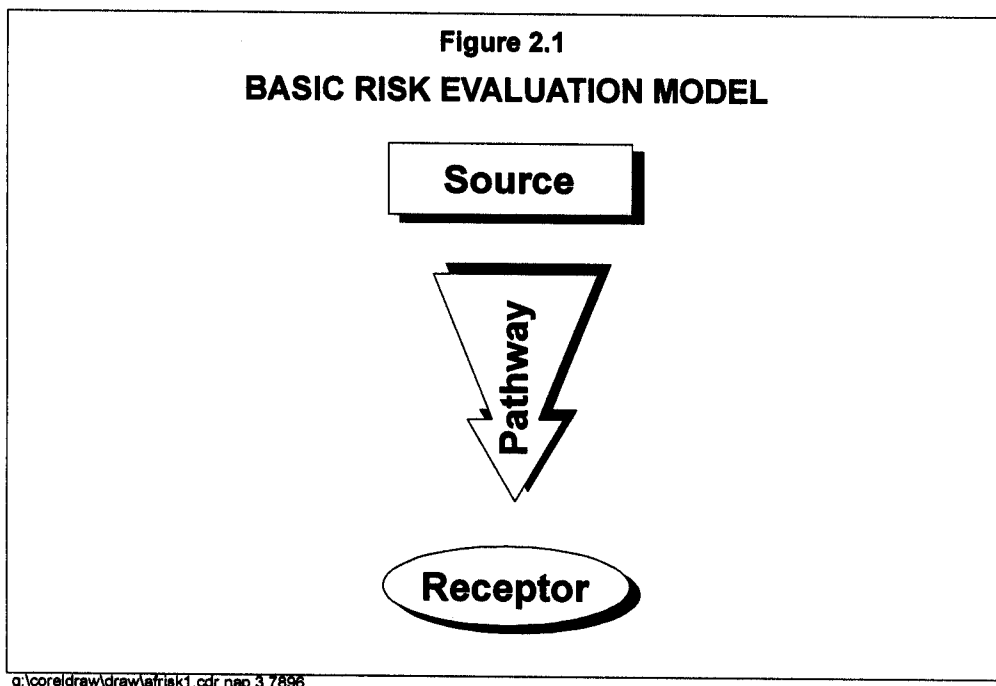 Figure 2.1
BASIC RISK EVALUATION MODEL
Source
Pathway
Receptor
g:\coreldraw\draw\afrisk1.cdr nap 3 7896